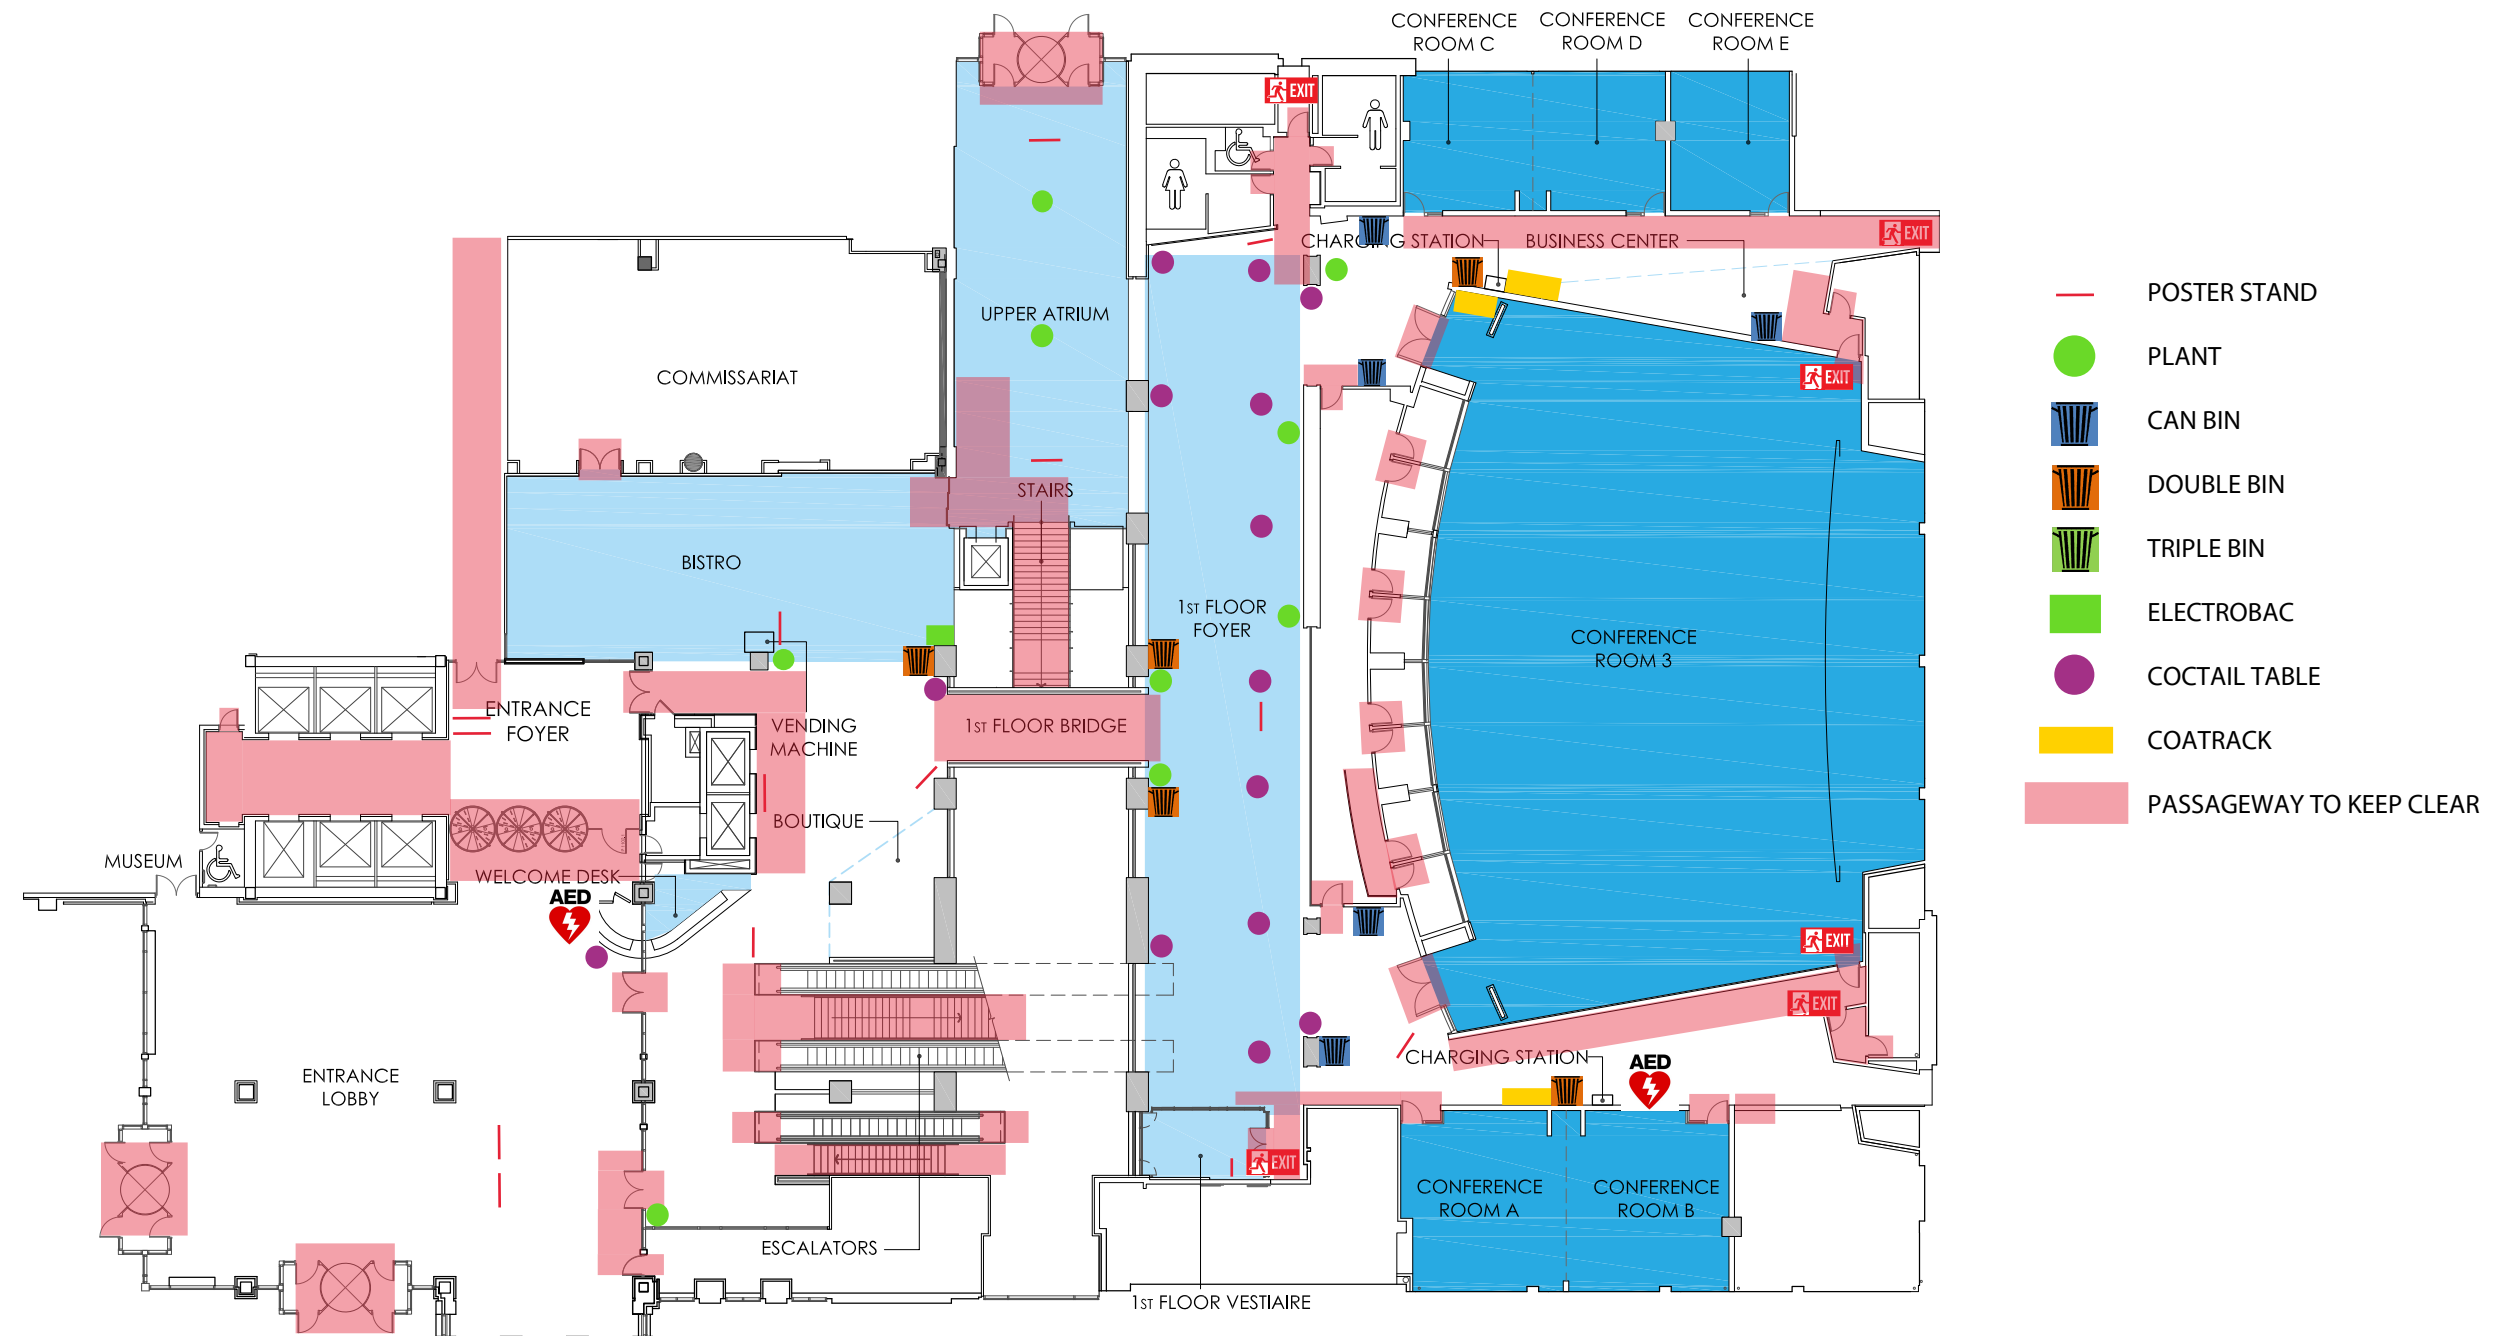 CONFERENCE
ROOM C
CONFERENCE
ROOM D
CONFERENCE
ROOM E
EXIT
CHARGING STATION
BUSINESS CENTER
EXIT
UPPER ATRIUM
COMMISSARIAT
EXIT
STAIRS
BISTRO
1ST FLOOR
FOYER
CONFERENCE
ROOM 3
ENTRANCE
FOYER
1ST FLOOR BRIDGE
VENDING
MACHINE
BOUTIQUE
MUSEUM
WELCOME DESK
AED
EXIT
EXIT
CHARGING STATION
AED
ENTRANCE
LOBBY
EXIT
CONFERENCE
ROOM A
CONFERENCE
ROOM B
ESCALATORS
1ST FLOOR VESTIAIRE
POSTER STAND
PLANT
CAN BIN
DOUBLE BIN
TRIPLE BIN
ELECTROBAC
COCTAIL TABLE
COATRACK
PASSAGEWAY TO KEEP CLEAR